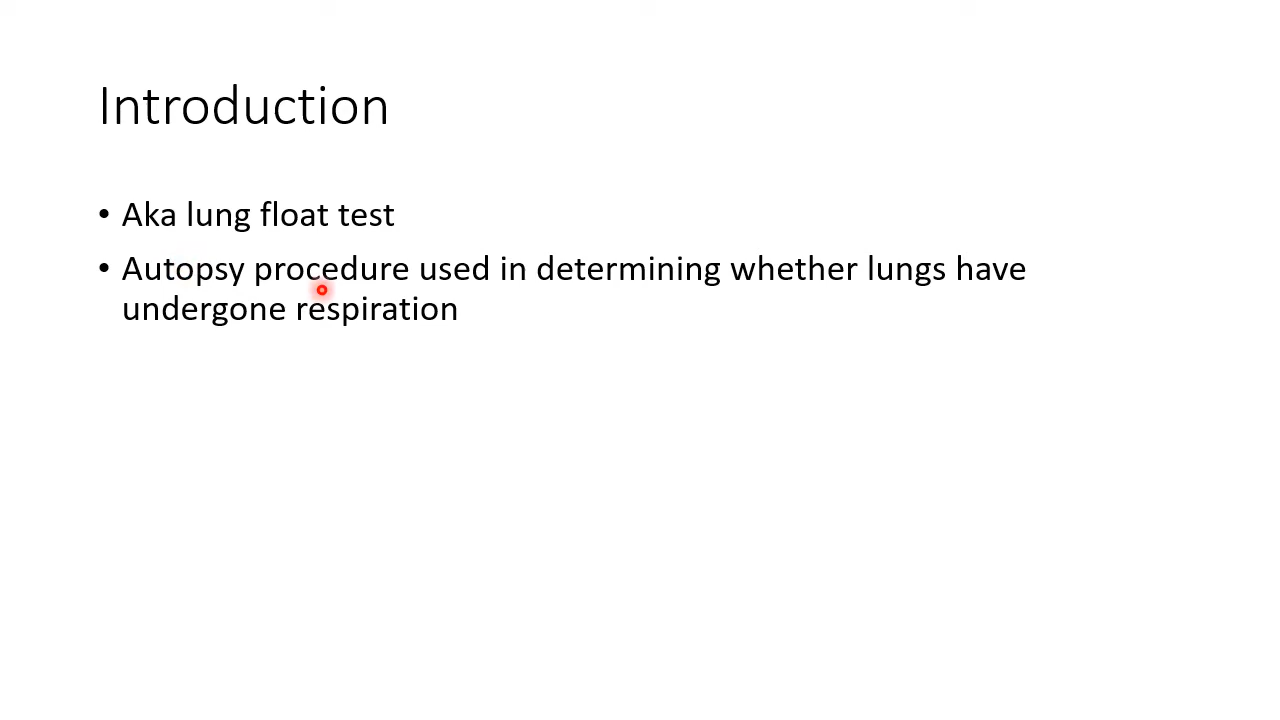 Introduction
• Aka lung float test
• Autopsy procedure used in determining whether lungs have
undergone respiration